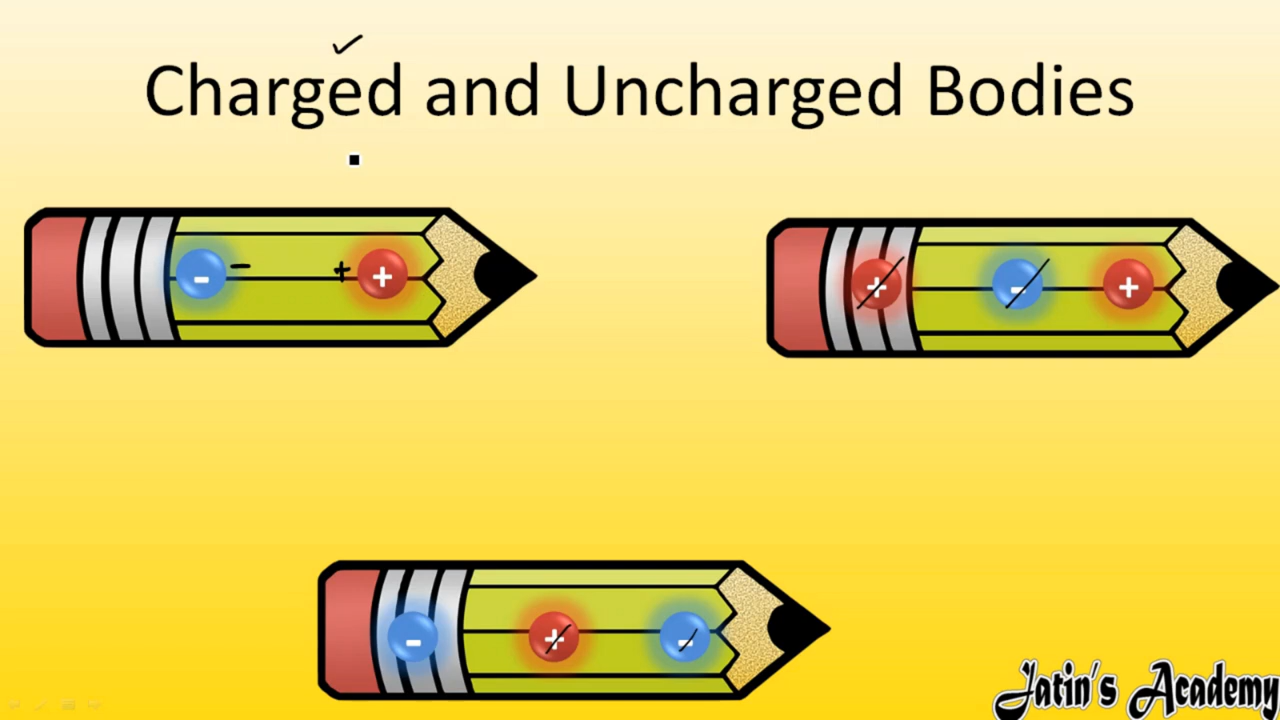 Charged and Uncharged Bodies
- - + +
+ - +
- + -
Jatin's Academy